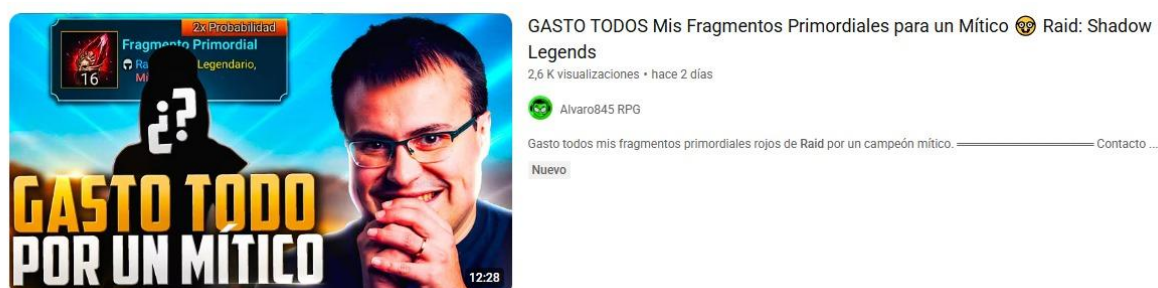 2x Probabilidad
Fragmento Primordial
Legendario,
16
¿?
GASTO TODO
POR UN MÍTICO
12:28
GASTO TODOS Mis Fragmentos Primordiales para un Mítico 🤓 Raid: Shadow
Legends
2,6 K visualizaciones • hace 2 días
Alvaro845 RPG
Gasto todos mis fragmentos primordiales rojos de Raid por un campeón mítico. ═══════════════════ Contacto ...
Nuevo